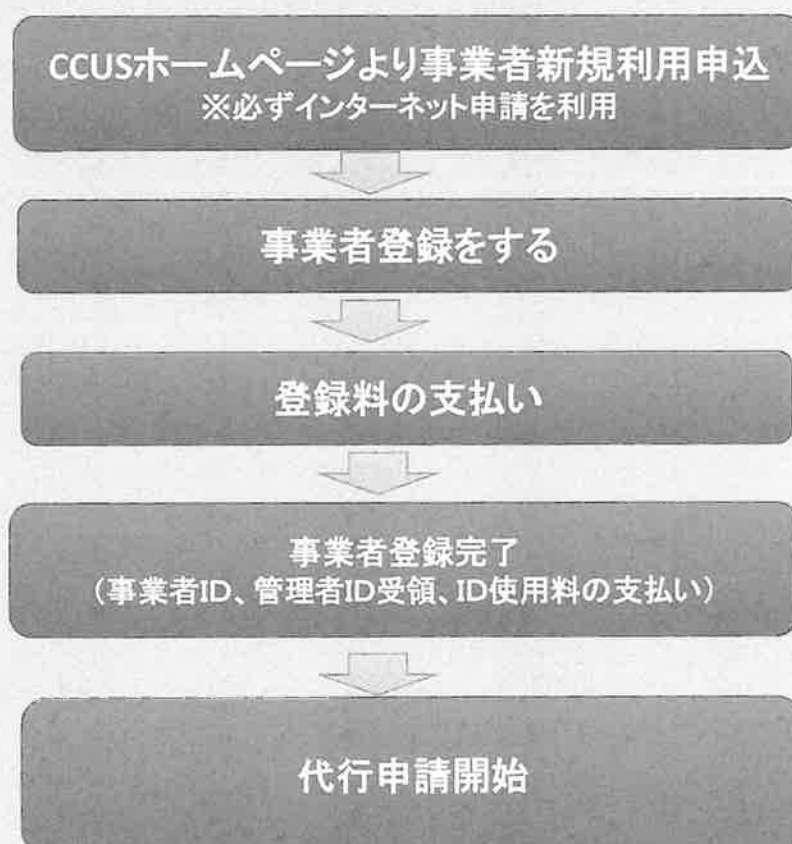 CCUSホームページより事業者新規利用申込
※必ずインターネット申請を利用
事業者登録をする
登録料の支払い
事業者登録完了
（事業者ID、管理者ID受領、ID使用料の支払い）
代行申請開始